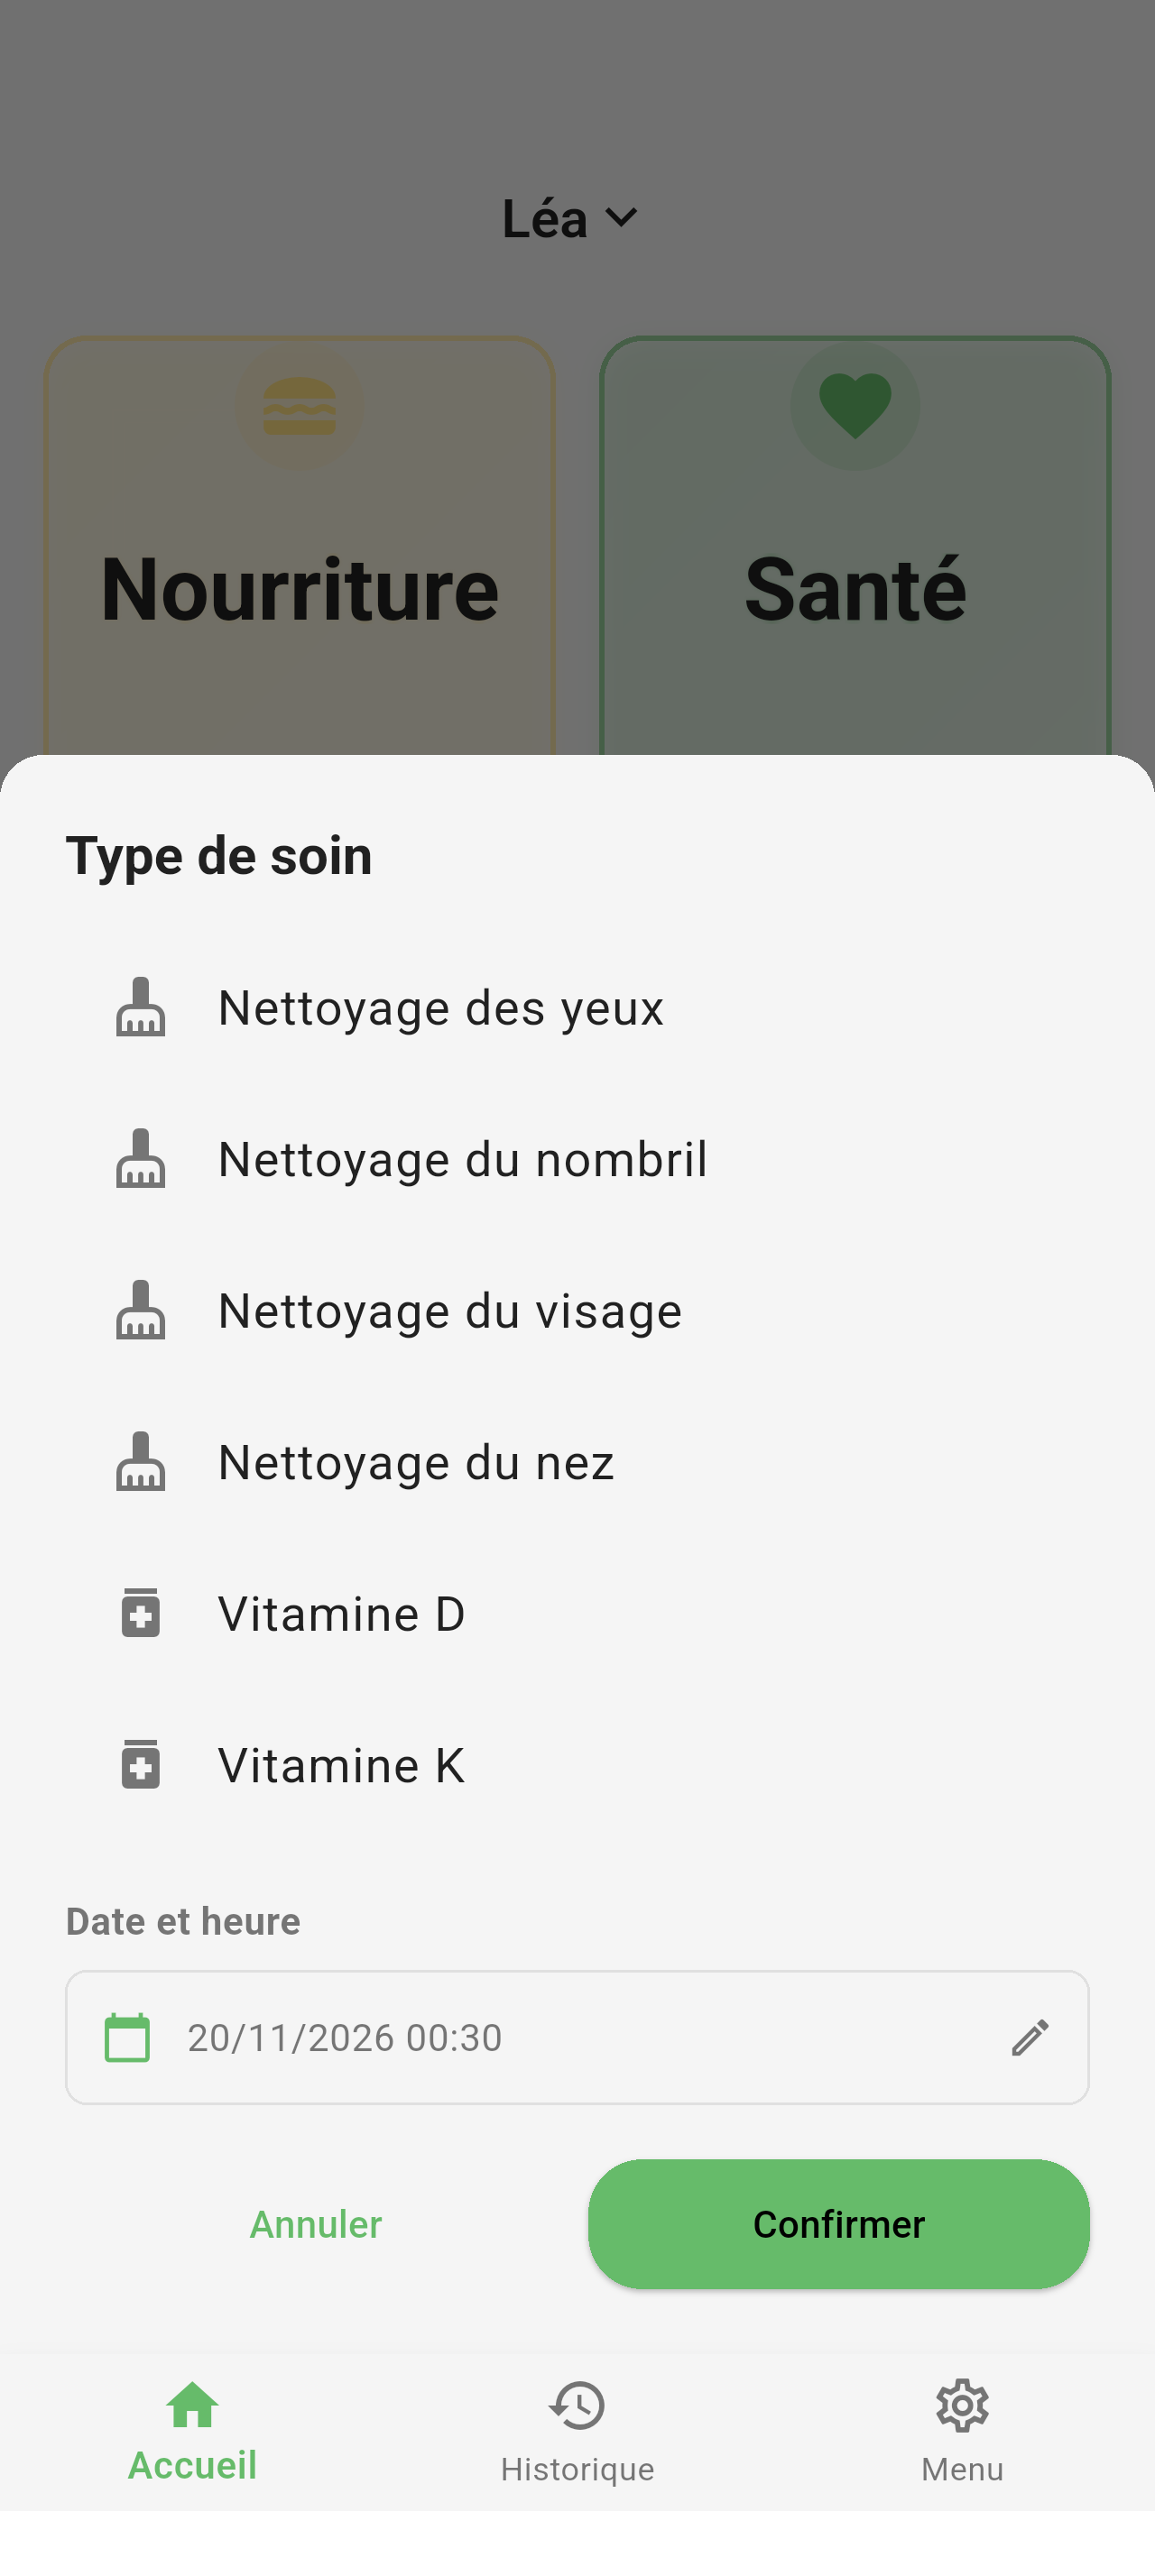 Léa
Nourriture
Santé
Type de soin
Nettoyage des yeux
Nettoyage du nombril
Nettoyage du visage
Nettoyage du nez
Vitamine D
Vitamine K
Date et heure
20/11/2026 00:30
Annuler
Confirmer
Accueil
Historique
Menu